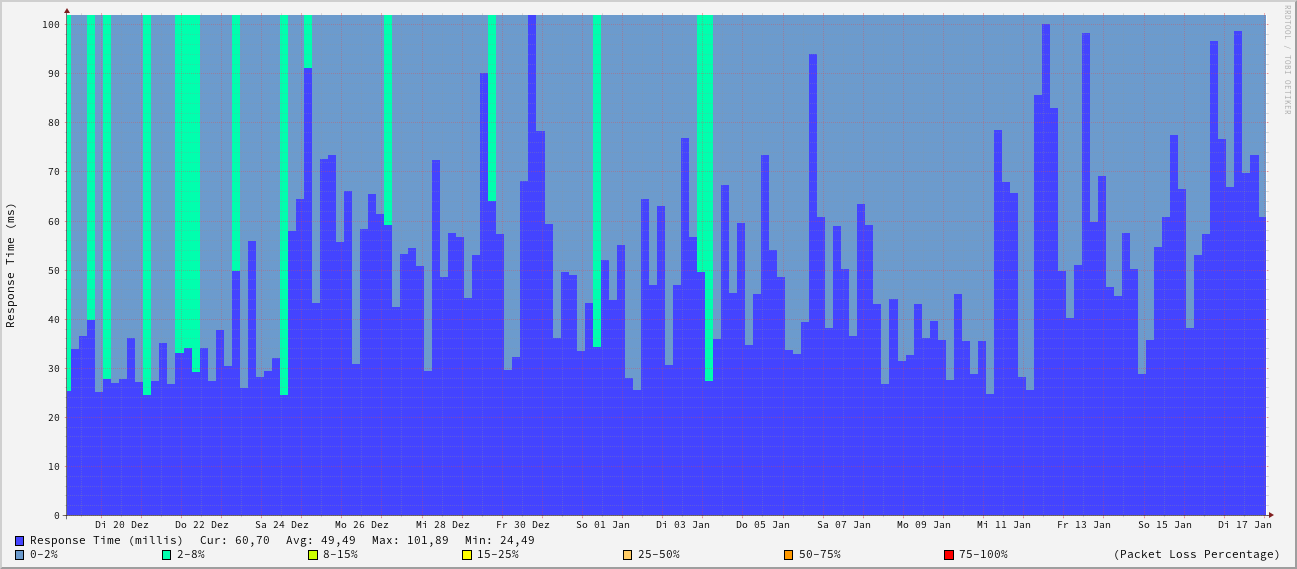 RRDTOOL / TOBI OETIKER
Response Time (ms)
100
90
80
70
60
50
40
30
20
10
0
Di 20 Dez Do 22 Dez Sa 24 Dez Mo 26 Dez Mi 28 Dez Fr 30 Dez So 01 Jan Di 03 Jan Do 05 Jan Sa 07 Jan Mo 09 Jan Mi 11 Jan Fr 13 Jan So 15 Jan Di 17 Jan
Response Time (millis) Cur: 60,70 Avg: 49,49 Max: 101,89 Min: 24,49
0-2% 2-8% 8-15% 15-25% 25-50% 50-75% 75-100% (Packet Loss Percentage)